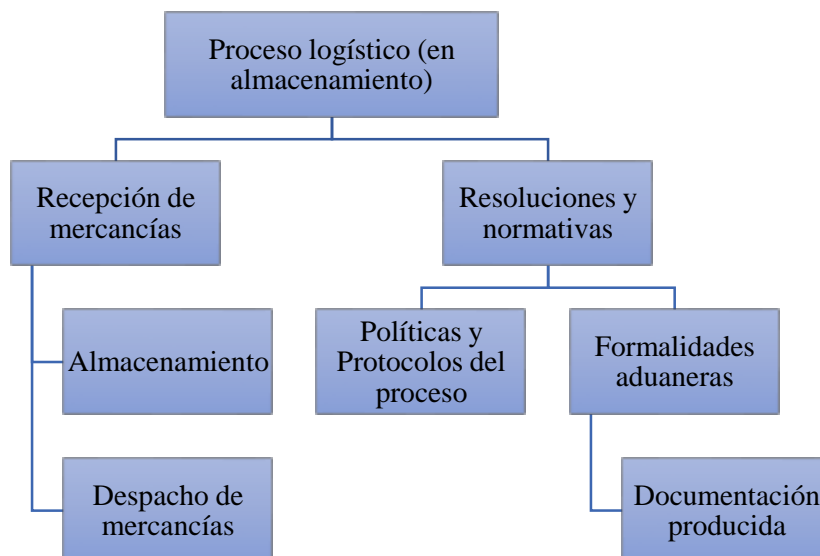 Proceso logístico (en
almacenamiento)
Recepción de
mercancías
Resoluciones y
normativas
Almacenamiento
Políticas y
Protocolos del
proceso
Formalidades
aduaneras
Despacho de
mercancías
Documentación
producida